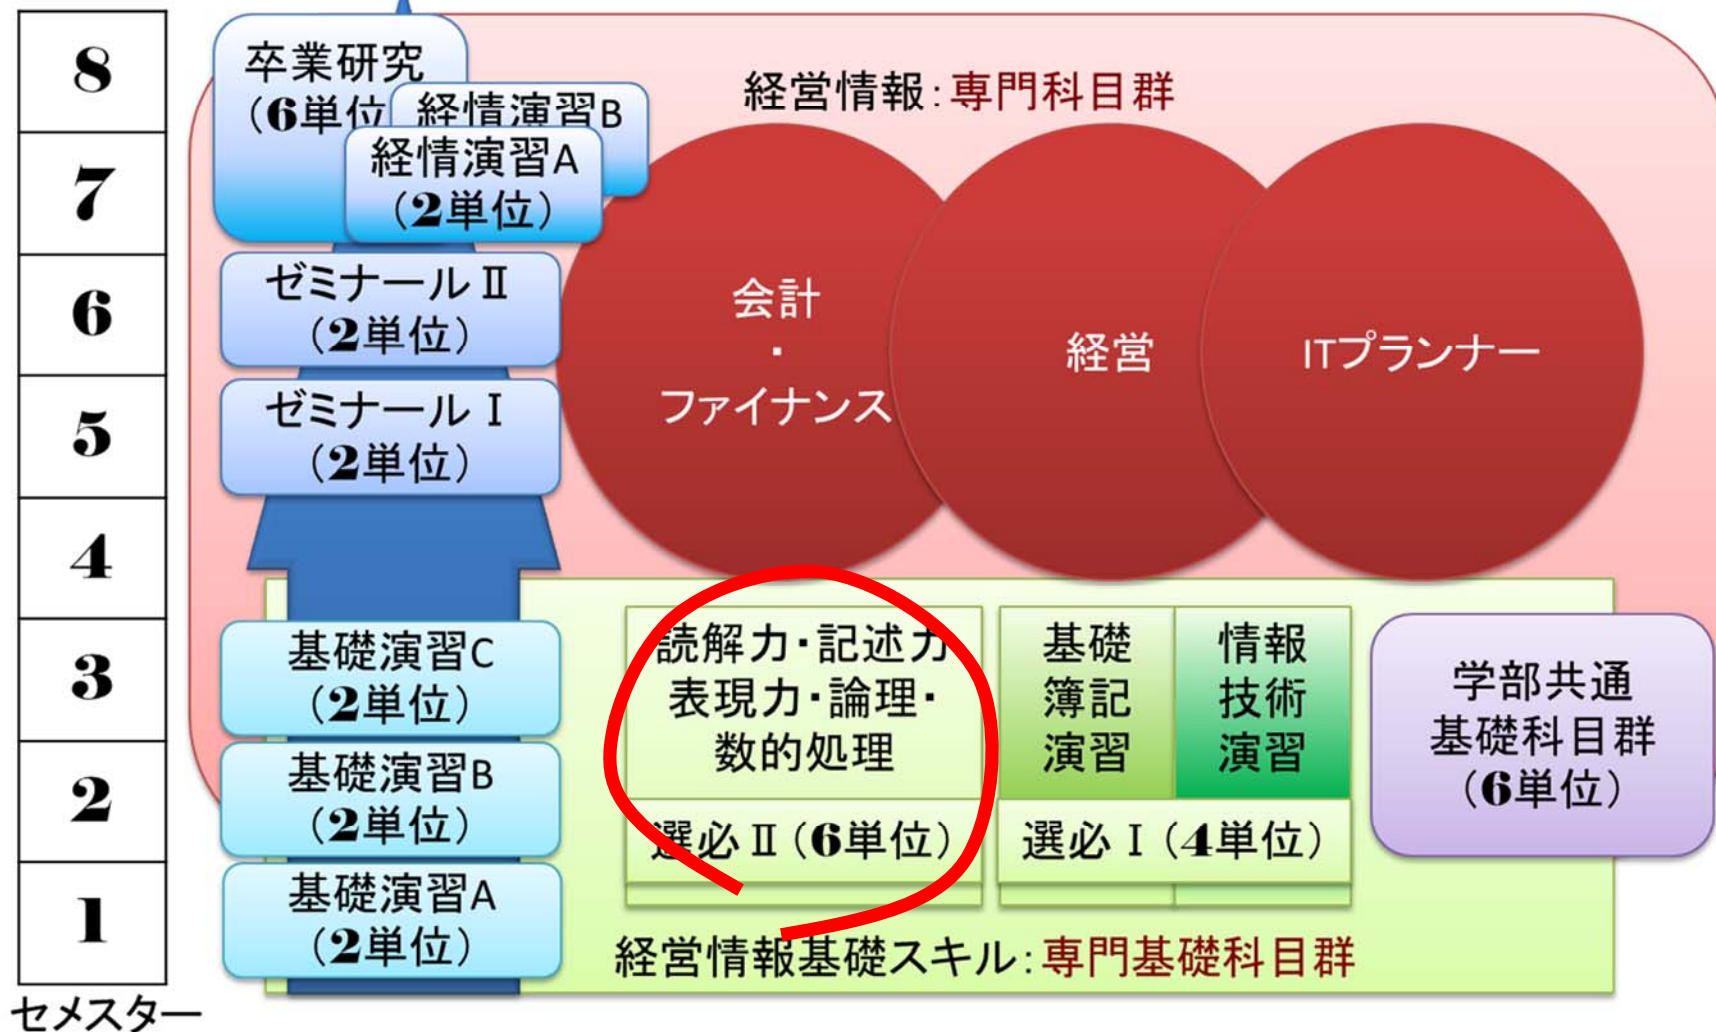 8
7
6
5
4
3
2
1
セメスター
卒業研究
(6単位
経情演習B
経情演習A
(2単位)
ゼミナールⅡ
(2単位)
ゼミナールⅠ
(2単位)
基礎演習C
(2単位)
基礎演習B
(2単位)
基礎演習A
(2単位)
経営情報:専門科目群
会計
・
ファイナンス
経営
ITプランナー
読解力・記述力
表現力・論理・
数的処理
選必Ⅱ(6単位)
基礎
簿記
演習
情報
技術
演習
選必Ⅰ(4単位)
学部共通
基礎科目群
(6単位)
経営情報基礎スキル:専門基礎科目群